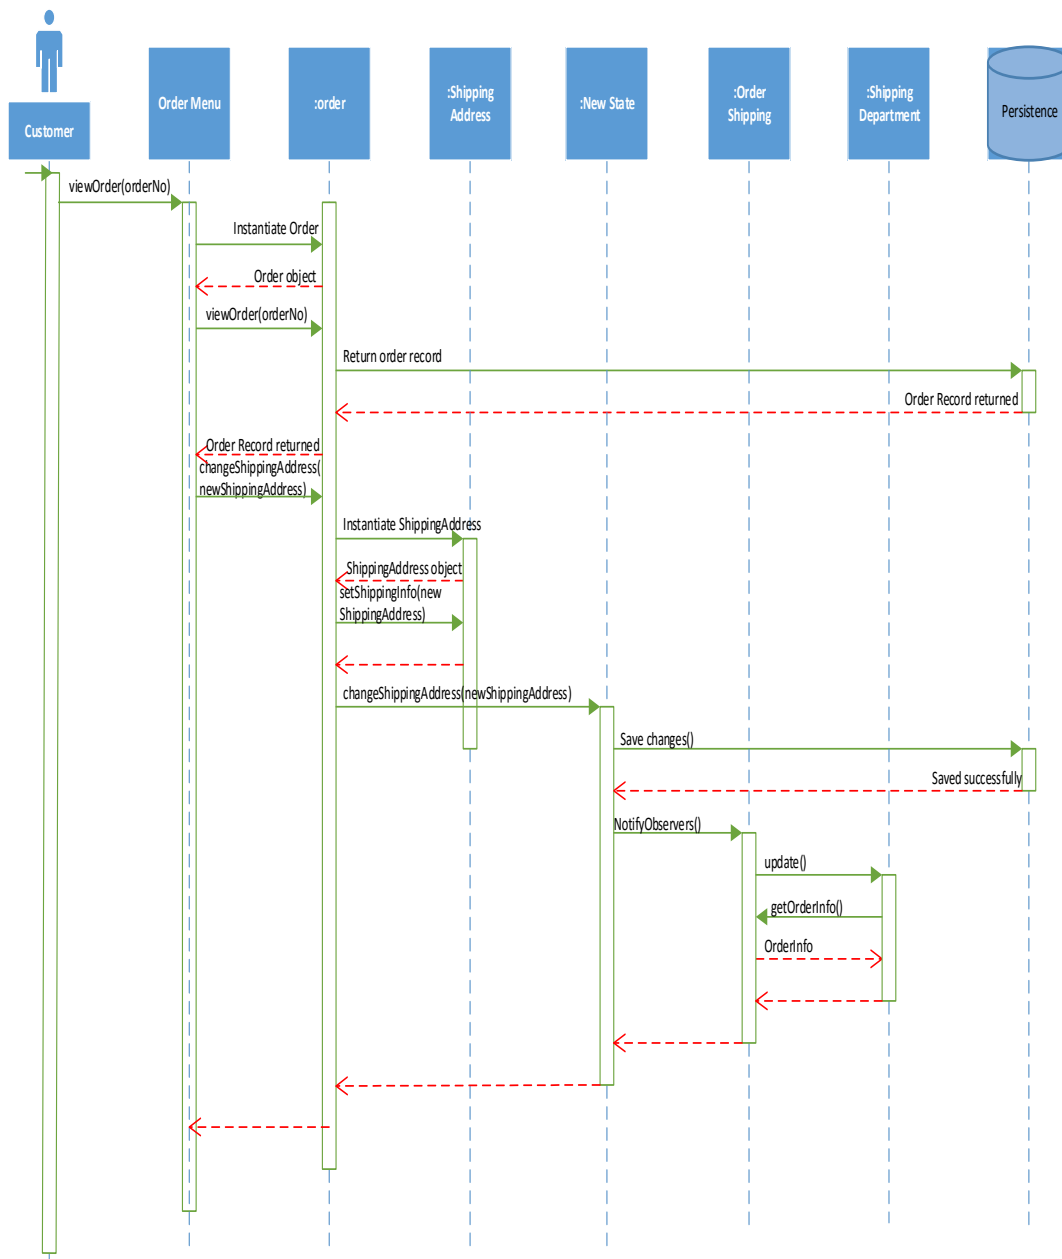 Customer
Order Menu
:order
:Shipping
Address
:New State
:Order
Shipping
:Shipping
Department
Persistence
viewOrder(orderNo)
Instantiate Order
Order object
viewOrder(orderNo)
Return order record
Order Record returned
Order Record returned
changeShippingAddress(
newShippingAddress)
Instantiate ShippingAddress
ShippingAddress object
setShippingInfo(new
ShippingAddress)
changeShippingAddress(newShippingAddress)
Save changes()
Saved successfully
NotifyObservers()
update()
getOrderInfo()
OrderInfo